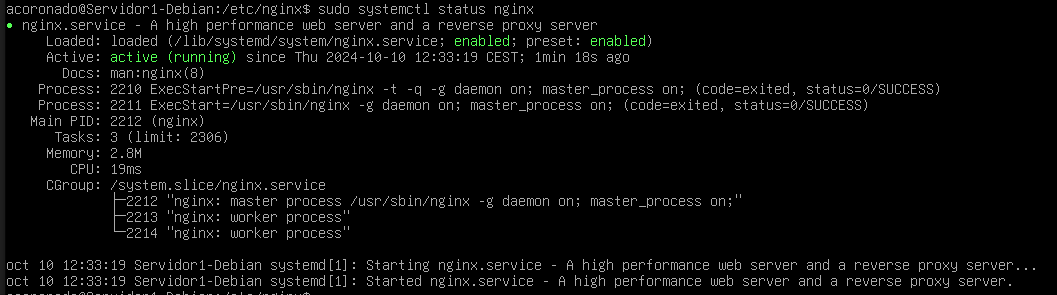 acoronado@Servidor1-Debian:/etc/nginx$ sudo systemctl status nginx
● nginx.service - A high performance web server and a reverse proxy server
Loaded: loaded (/lib/systemd/system/nginx.service; enabled; preset: enabled)
Active: active (running) since Thu 2024-10-10 12:33:19 CEST; 1min 18s ago
Docs: man:nginx(8)
Process: 2210 ExecStartPre=/usr/sbin/nginx -t -q -g daemon on; master_process on; (code=exited, status=0/SUCCESS)
Process: 2211 ExecStart=/usr/sbin/nginx -g daemon on; master_process on; (code=exited, status=0/SUCCESS)
Main PID: 2212 (nginx)
Tasks: 3 (limit: 2306)
Memory: 2.8M
CPU: 19ms
CGroup: /system.slice/nginx.service
├─2212 "nginx: master process /usr/sbin/nginx -g daemon on; master_process on;"
├─2213 "nginx: worker process"
└─2214 "nginx: worker process"
oct 10 12:33:19 Servidor1-Debian systemd[1]: Starting nginx.service - A high performance web server and a reverse proxy server...
oct 10 12:33:19 Servidor1-Debian systemd[1]: Started nginx.service - A high performance web server and a reverse proxy server.
acoronado@Servidor1-Debian:/etc/nginx$